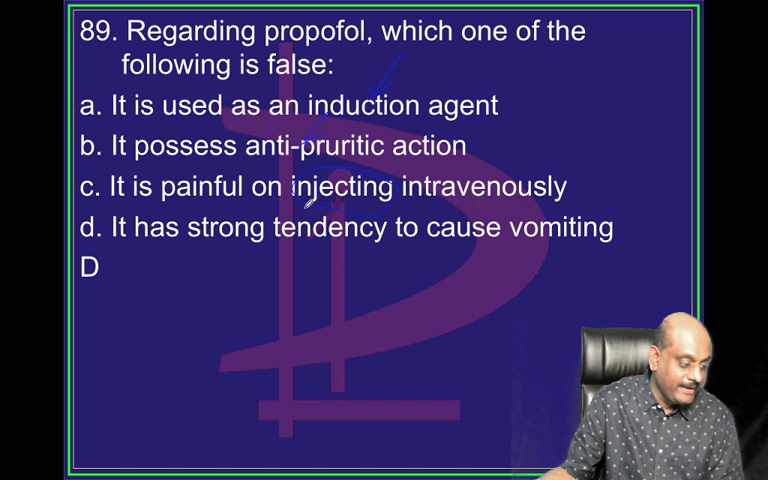 89. Regarding propofol, which one of the
following is false:
a. It is used as an induction agent
b. It possess anti-pruritic action
c. It is painful on injecting intravenously
d. It has strong tendency to cause vomiting
D